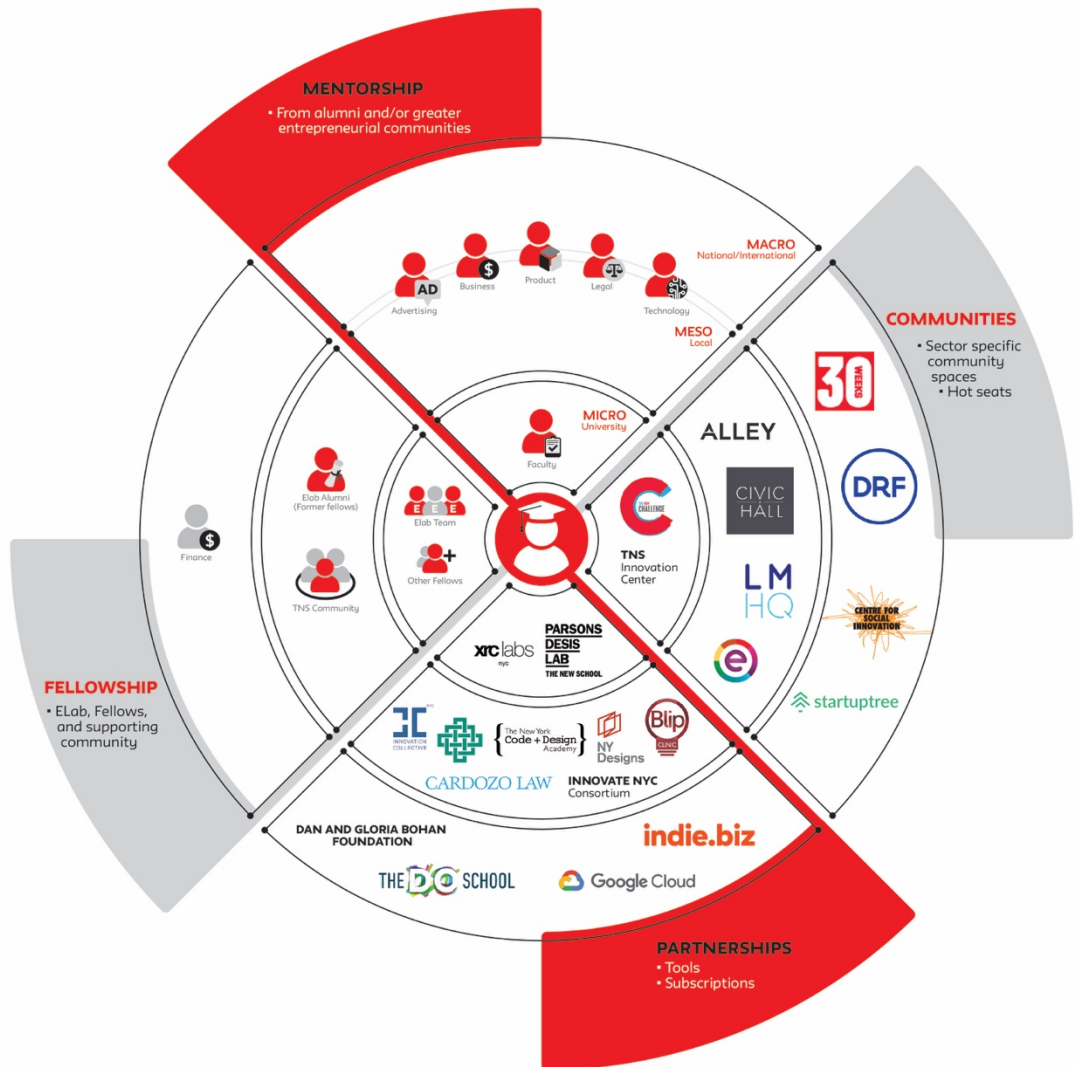 MENTORSHIP
▪ From alumni and/or greater
entrepreneurial communities
MACRO
National/International
AD
$
Advertising
Business
Product
Legal
Technology
MESO
Local
MICRO
University
Faculty
COMMUNITIES
▪ Sector specific
community
spaces
▪ Hot seats
30
WEEKS
ALLEY
DRF
CIVIC
HALL
LM
HQ
CENTRE FOR
SOCIAL
INNOVATION
e
startuptree
C
CHALLENGE
TNS
Innovation
Center
Elab Alumni
(Former fellows)
TNS Community
E E E
Elab Team
+
Other Fellows
$
Finance
FELLOWSHIP
▪ ELab, Fellows,
and supporting
community
xrc labs
nyc
PARSONS
DESIS
LAB
THE NEW SCHOOL
NYC
INNOVATION
COLLECTIVE
{The New York
Code + Design
Academy}
NY
Designs
Blip
CLINIC
CARDOZO LAW
INNOVATE NYC
Consortium
DAN AND GLORIA BOHAN
FOUNDATION
indie.biz
THE DO SCHOOL
Google Cloud
PARTNERSHIPS
▪ Tools
▪ Subscriptions